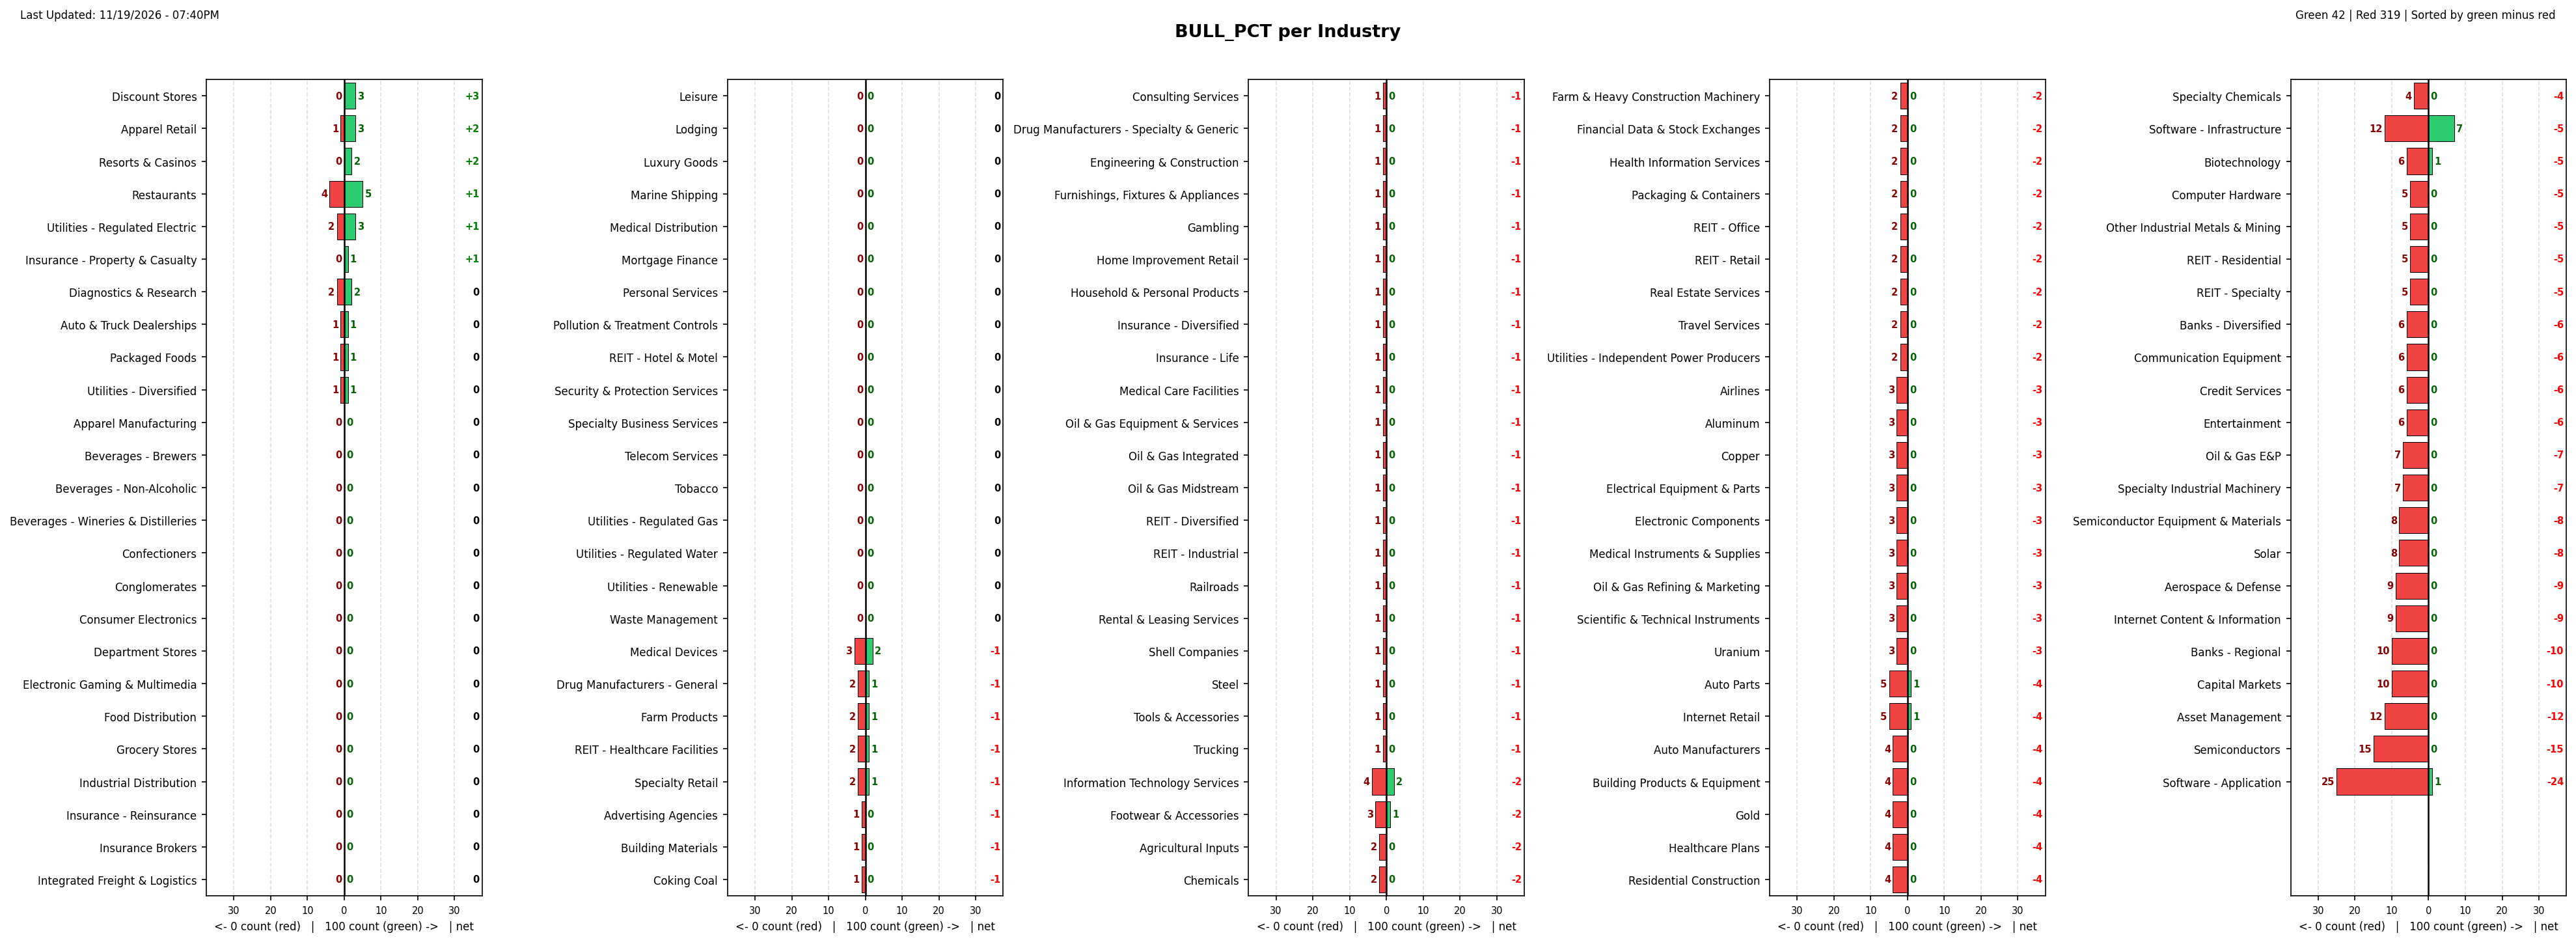 Last Updated: 11/19/2026 - 07:40PM
Green 42 | Red 319 | Sorted by green minus red
BULL_PCT per Industry
Discount Stores 0 3 +3
Apparel Retail 1 3 +2
Resorts & Casinos 0 2 +2
Restaurants 4 5 +1
Utilities - Regulated Electric 2 3 +1
Insurance - Property & Casualty 0 1 +1
Diagnostics & Research 2 2 0
Auto & Truck Dealerships 1 1 0
Packaged Foods 1 1 0
Utilities - Diversified 1 1 0
Apparel Manufacturing 0 0 0
Beverages - Brewers 0 0 0
Beverages - Non-Alcoholic 0 0 0
Beverages - Wineries & Distilleries 0 0 0
Confectioners 0 0 0
Conglomerates 0 0 0
Consumer Electronics 0 0 0
Department Stores 0 0 0
Electronic Gaming & Multimedia 0 0 0
Food Distribution 0 0 0
Grocery Stores 0 0 0
Industrial Distribution 0 0 0
Insurance - Reinsurance 0 0 0
Insurance Brokers 0 0 0
Integrated Freight & Logistics 0 0 0
30 20 10 0 10 20 30
<- 0 count (red) | 100 count (green) -> | net
Leisure 0 0 0
Lodging 0 0 0
Luxury Goods 0 0 0
Marine Shipping 0 0 0
Medical Distribution 0 0 0
Mortgage Finance 0 0 0
Personal Services 0 0 0
Pollution & Treatment Controls 0 0 0
REIT - Hotel & Motel 0 0 0
Security & Protection Services 0 0 0
Specialty Business Services 0 0 0
Telecom Services 0 0 0
Tobacco 0 0 0
Utilities - Regulated Gas 0 0 0
Utilities - Regulated Water 0 0 0
Utilities - Renewable 0 0 0
Waste Management 0 0 0
Medical Devices 3 2 -1
Drug Manufacturers - General 2 1 -1
Farm Products 2 1 -1
REIT - Healthcare Facilities 2 1 -1
Specialty Retail 2 1 -1
Advertising Agencies 1 0 -1
Building Materials 1 0 -1
Coking Coal 1 0 -1
30 20 10 0 10 20 30
<- 0 count (red) | 100 count (green) -> | net
Consulting Services 1 0 -1
Drug Manufacturers - Specialty & Generic 1 0 -1
Engineering & Construction 1 0 -1
Furnishings, Fixtures & Appliances 1 0 -1
Gambling 1 0 -1
Home Improvement Retail 1 0 -1
Household & Personal Products 1 0 -1
Insurance - Diversified 1 0 -1
Insurance - Life 1 0 -1
Medical Care Facilities 1 0 -1
Oil & Gas Equipment & Services 1 0 -1
Oil & Gas Integrated 1 0 -1
Oil & Gas Midstream 1 0 -1
REIT - Diversified 1 0 -1
REIT - Industrial 1 0 -1
Railroads 1 0 -1
Rental & Leasing Services 1 0 -1
Shell Companies 1 0 -1
Steel 1 0 -1
Tools & Accessories 1 0 -1
Trucking 1 0 -1
Information Technology Services 4 2 -2
Footwear & Accessories 3 1 -2
Agricultural Inputs 2 0 -2
Chemicals 2 0 -2
30 20 10 0 10 20 30
<- 0 count (red) | 100 count (green) -> | net
Farm & Heavy Construction Machinery 2 0 -2
Financial Data & Stock Exchanges 2 0 -2
Health Information Services 2 0 -2
Packaging & Containers 2 0 -2
REIT - Office 2 0 -2
REIT - Retail 2 0 -2
Real Estate Services 2 0 -2
Travel Services 2 0 -2
Utilities - Independent Power Producers 2 0 -2
Airlines 3 0 -3
Aluminum 3 0 -3
Copper 3 0 -3
Electrical Equipment & Parts 3 0 -3
Electronic Components 3 0 -3
Medical Instruments & Supplies 3 0 -3
Oil & Gas Refining & Marketing 3 0 -3
Scientific & Technical Instruments 3 0 -3
Uranium 3 0 -3
Auto Parts 5 1 -4
Internet Retail 5 1 -4
Auto Manufacturers 4 0 -4
Building Products & Equipment 4 0 -4
Gold 4 0 -4
Healthcare Plans 4 0 -4
Residential Construction 4 0 -4
30 20 10 0 10 20 30
<- 0 count (red) | 100 count (green) -> | net
Specialty Chemicals 4 0 -4
Software - Infrastructure 12 7 -5
Biotechnology 6 1 -5
Computer Hardware 5 0 -5
Other Industrial Metals & Mining 5 0 -5
REIT - Residential 5 0 -5
REIT - Specialty 5 0 -5
Banks - Diversified 6 0 -6
Communication Equipment 6 0 -6
Credit Services 6 0 -6
Entertainment 6 0 -6
Oil & Gas E&P 7 0 -7
Specialty Industrial Machinery 7 0 -7
Semiconductor Equipment & Materials 8 0 -8
Solar 8 0 -8
Aerospace & Defense 9 0 -9
Internet Content & Information 9 0 -9
Banks - Regional 10 0 -10
Capital Markets 10 0 -10
Asset Management 12 0 -12
Semiconductors 15 0 -15
Software - Application 25 1 -24
30 20 10 0 10 20 30
<- 0 count (red) | 100 count (green) -> | net